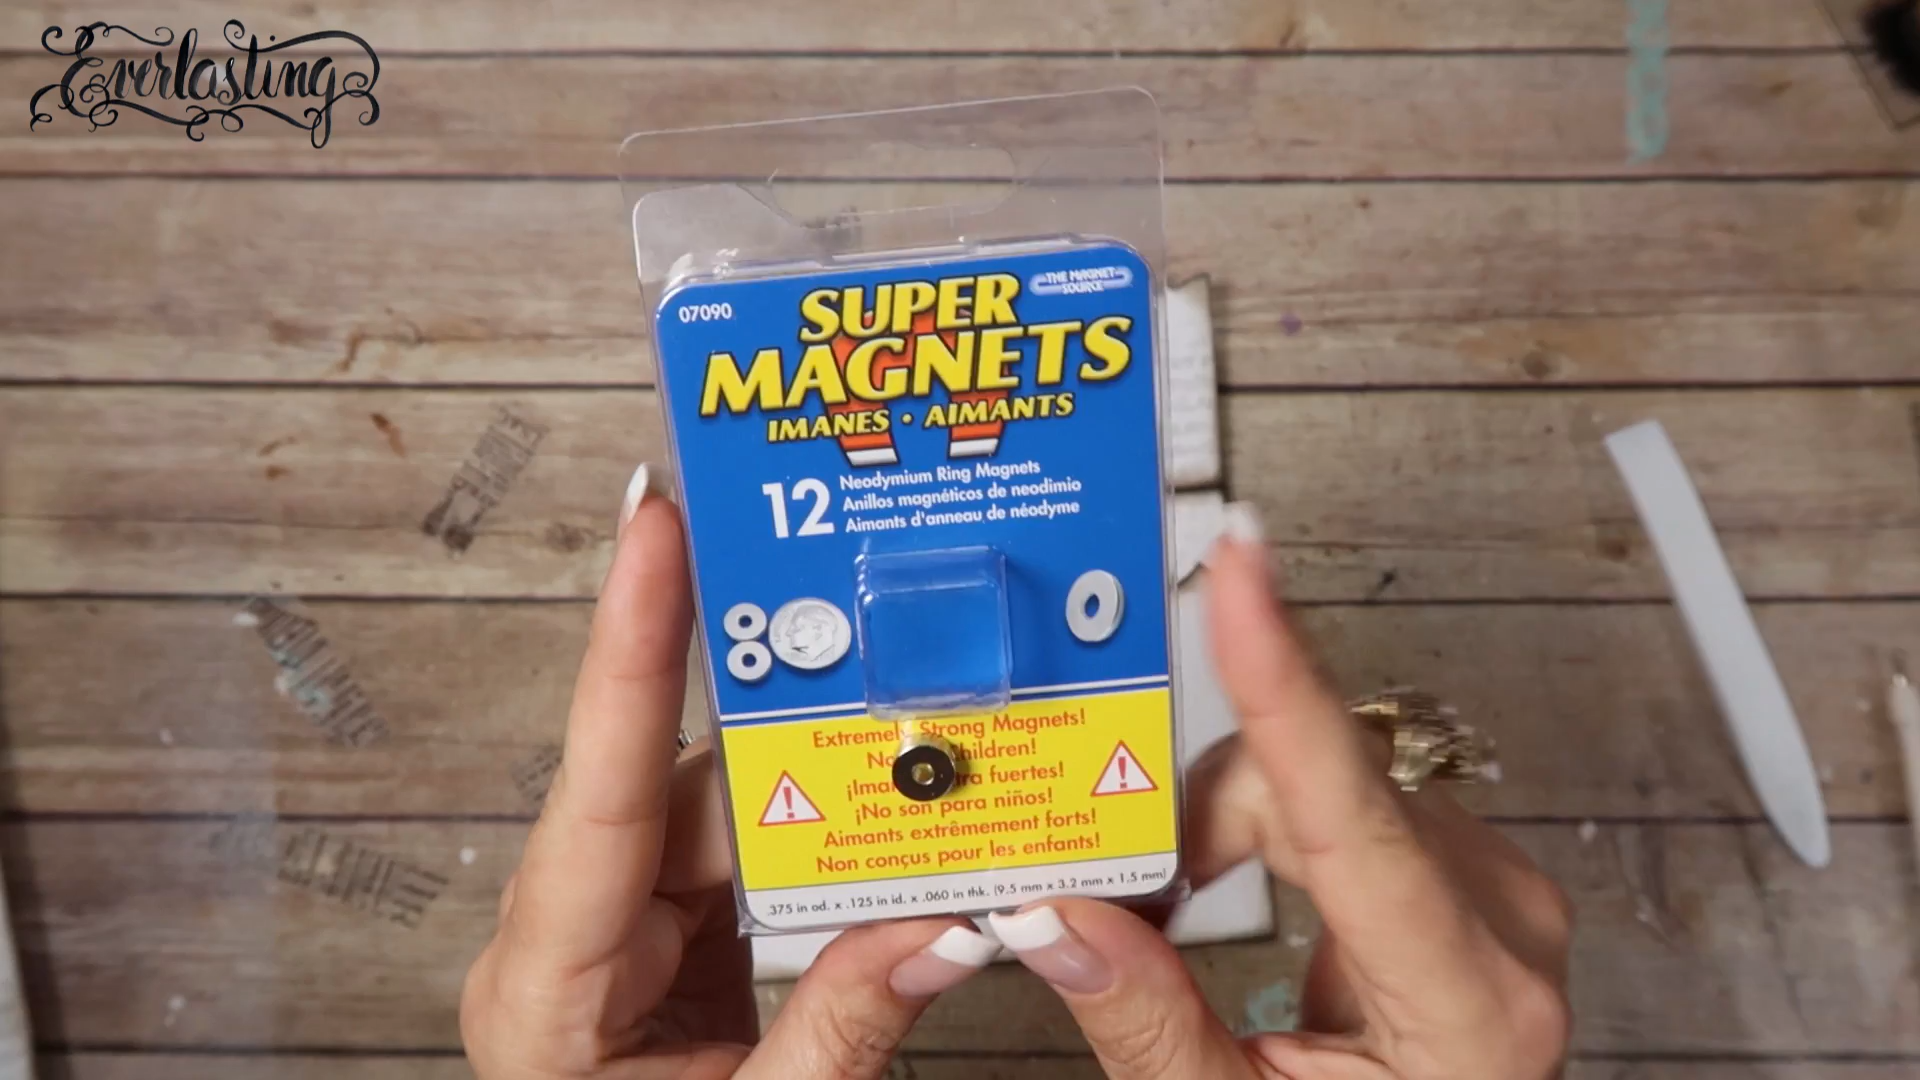 Everlasting
THE MAGNET
SOURCE
07090
SUPER
MAGNETS
IMANES • AIMANTS
12
Neodymium Ring Magnets
Anillos magnéticos de neodimio
Aimants d'anneau de néodyme
Extremely Strong Magnets!
children!
fuertes!
¡No son para niños!
Aimants extrêmement forts!
Non conçus pour les enfants!
.375 in od. x .125 in id. x .060 in thk. (9.5 mm x 3.2 mm x 1.5 mm)